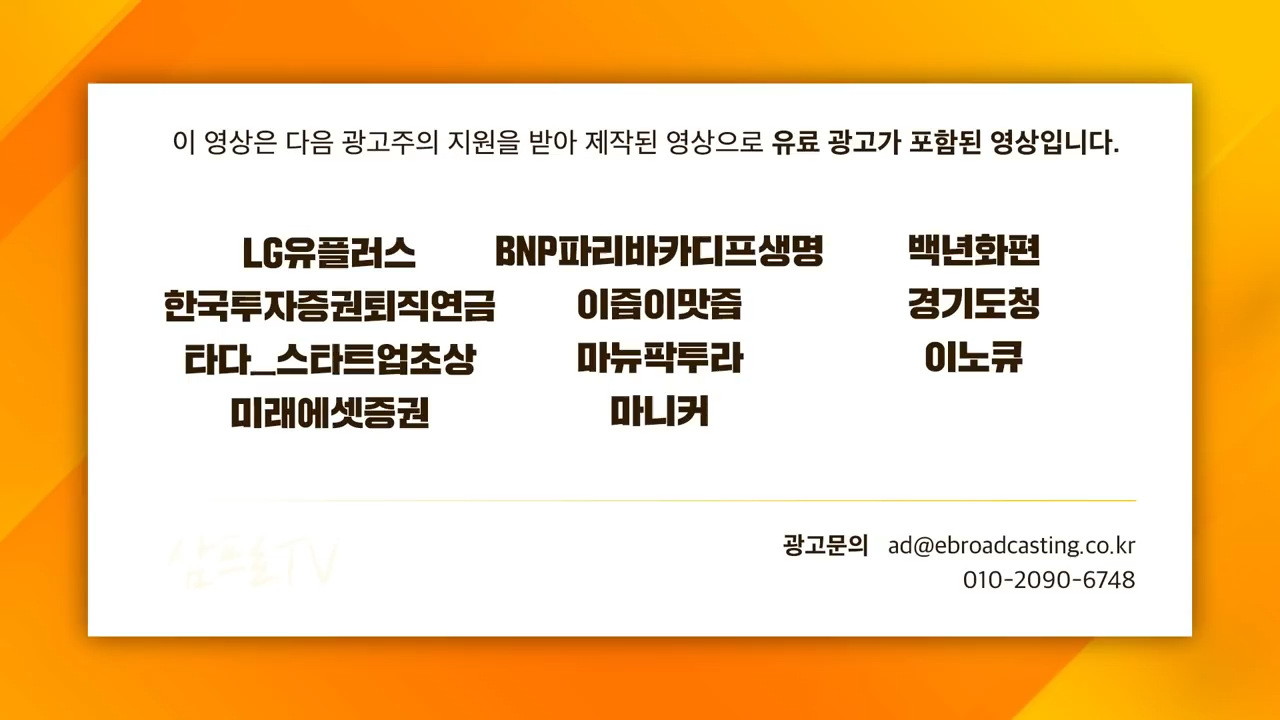 이 영상은 다음 광고주의 지원을 받아 제작된 영상으로 유료 광고가 포함된 영상입니다.
LG유플러스 BNP파리바카디프생명 백년화편
한국투자증권퇴직연금 이즙이맛즙 경기도청
타다_스타트업초상 마뉴팍투라 이노큐
미래에셋증권 마니커
삼프로TV
광고문의 ad@ebroadcasting.co.kr
010-2090-6748